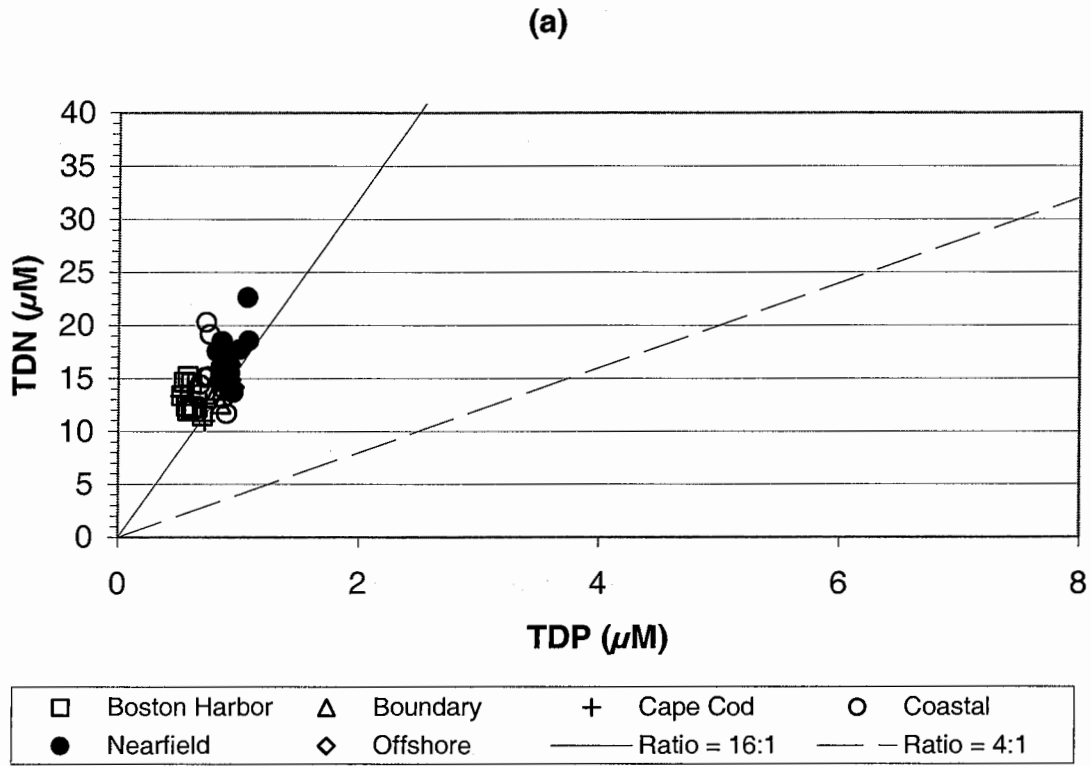 (a)
40
35
30
25
20
15
10
5
0
TDN (µM)
0 2 4 6 8
TDP (µM)
Boston Harbor Boundary Cape Cod Coastal
Nearfield Offshore Ratio = 16:1 Ratio = 4:1